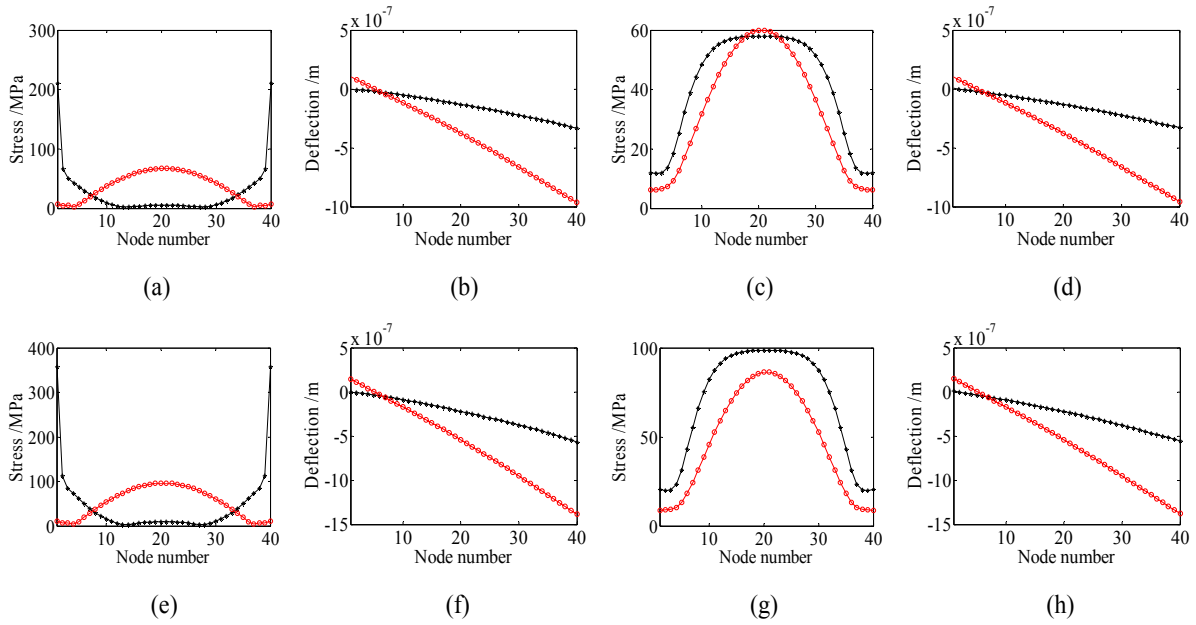 300
200
100
0
Stress /MPa
10 20 30 40
Node number
(a)
x 10-7
5
0
-5
-10
Deflection /m
10 20 30 40
Node number
(b)
60
40
20
0
Stress /MPa
10 20 30 40
Node number
(c)
x 10-7
5
0
-5
-10
Deflection /m
10 20 30 40
Node number
(d)
400
300
200
100
0
Stress /MPa
10 20 30 40
Node number
(e)
x 10-7
5
0
-5
-10
-15
Deflection /m
10 20 30 40
Node number
(f)
100
50
0
Stress /MPa
10 20 30 40
Node number
(g)
x 10-7
5
0
-5
-10
-15
Deflection /m
10 20 30 40
Node number
(h)